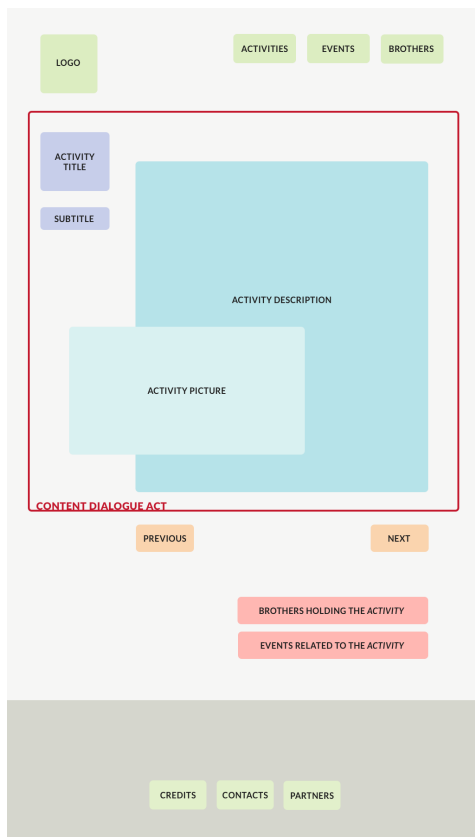 LOGO
ACTIVITIES
EVENTS
BROTHERS
ACTIVITY
TITLE
SUBTITLE
ACTIVITY DESCRIPTION
ACTIVITY PICTURE
CONTENT DIALOGUE ACT
PREVIOUS
NEXT
BROTHERS HOLDING THE ACTIVITY
EVENTS RELATED TO THE ACTIVITY
CREDITS
CONTACTS
PARTNERS